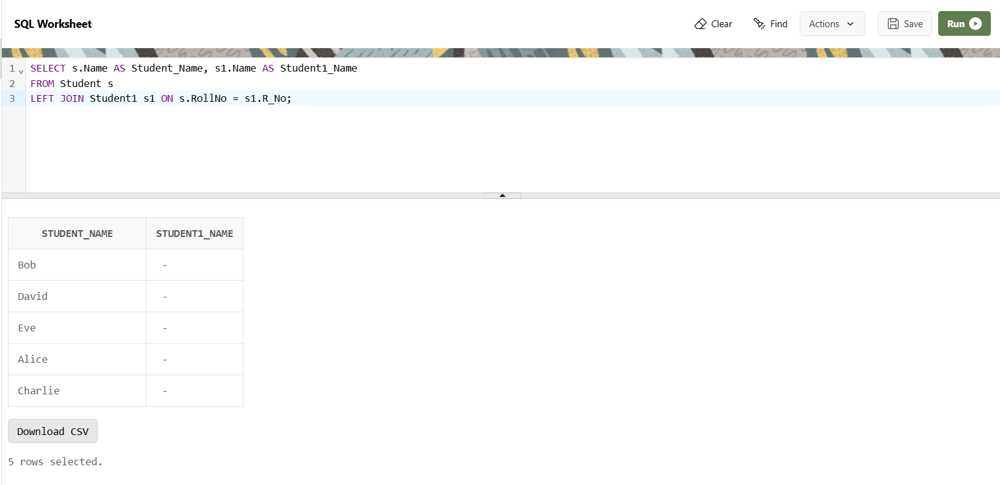 SQL Worksheet
Clear Find Actions Save Run
1 SELECT s.Name AS Student_Name, s1.Name AS Student1_Name
2 FROM Student s
3 LEFT JOIN Student1 s1 ON s.RollNo = s1.R_No;
STUDENT_NAME STUDENT1_NAME
Bob -
David -
Eve -
Alice -
Charlie -
Download CSV
5 rows selected.